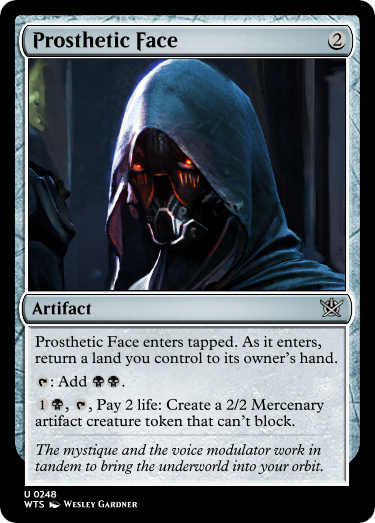 Prosthetic Face 2
Artifact
Prosthetic Face enters tapped. As it enters,
return a land you control to its owner's hand.
: Add .
1, , Pay 2 life: Create a 2/2 Mercenary
artifact creature token that can't block.
The mystique and the voice modulator work in
tandem to bring the underworld into your orbit.
U 0248
WTS Wesley Gardner